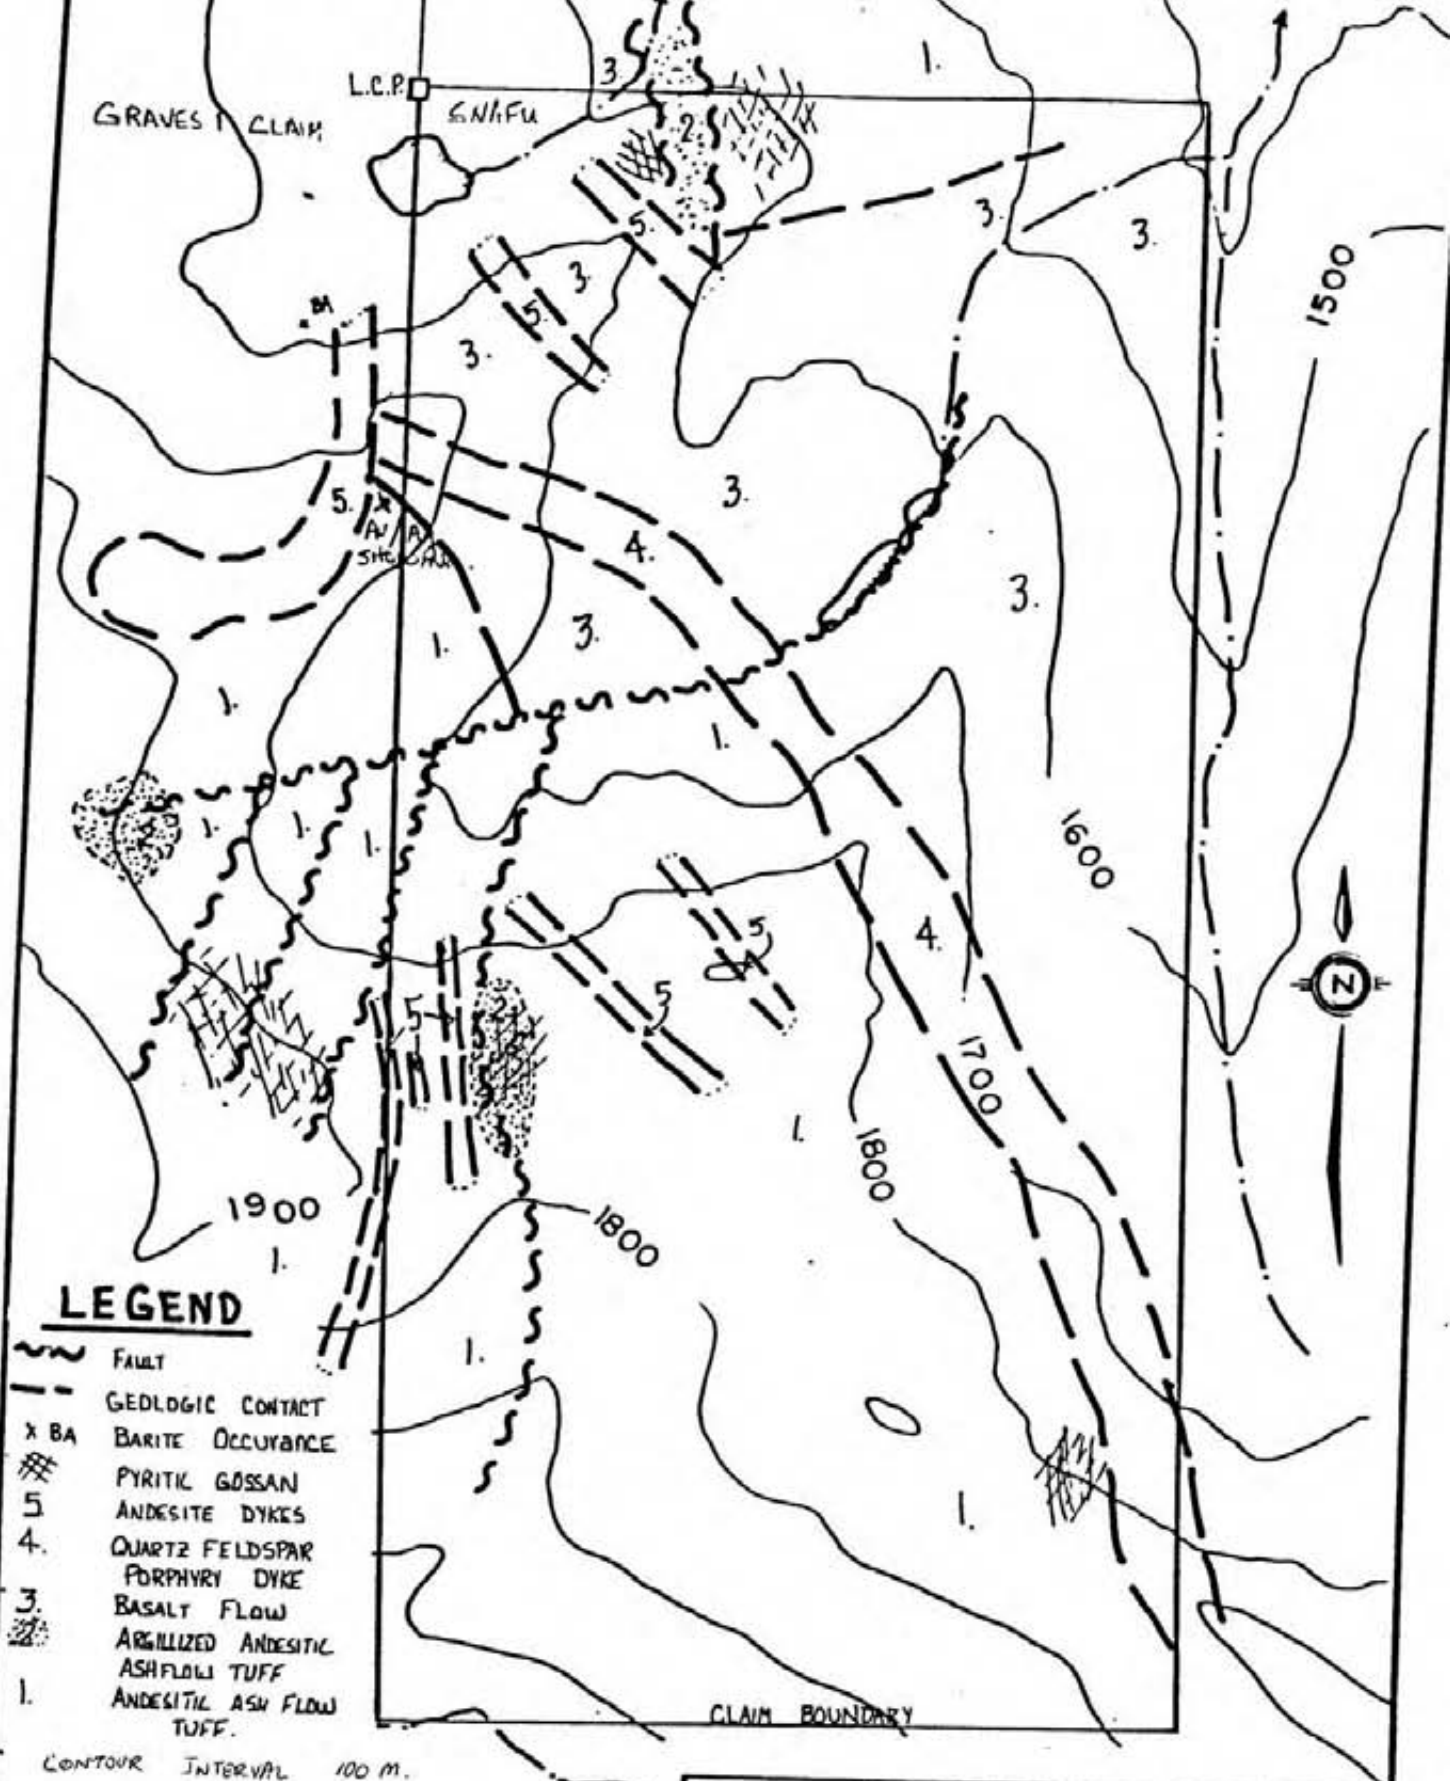 1.
3.
L.C.P.
SNAFU
GRAVES 1 CLAIM
2.
5.
3.
3.
3.
1500
BA
5.
3.
3.
5.
4.
3.
3.
1.
1.
1.
1600
1.
1.
1.
4.
5
5
5
2
1700
1.
1800
1900
1800
1.
N
LEGEND
FAULT
GEOLOGIC CONTACT
1.
X BA BARITE OCCURANCE
PYRITIC GOSSAN
5 ANDESITE DYKES
4. QUARTZ FELDSPAR
PORPHYRY DYKE
1.
3. BASALT FLOW
2 ARGILLIZED ANDESITIC
ASHFLOW TUFF
1. ANDESITIC ASH FLOW
TUFF.
CLAIM BOUNDARY
CONTOUR INTERVAL 100 M.